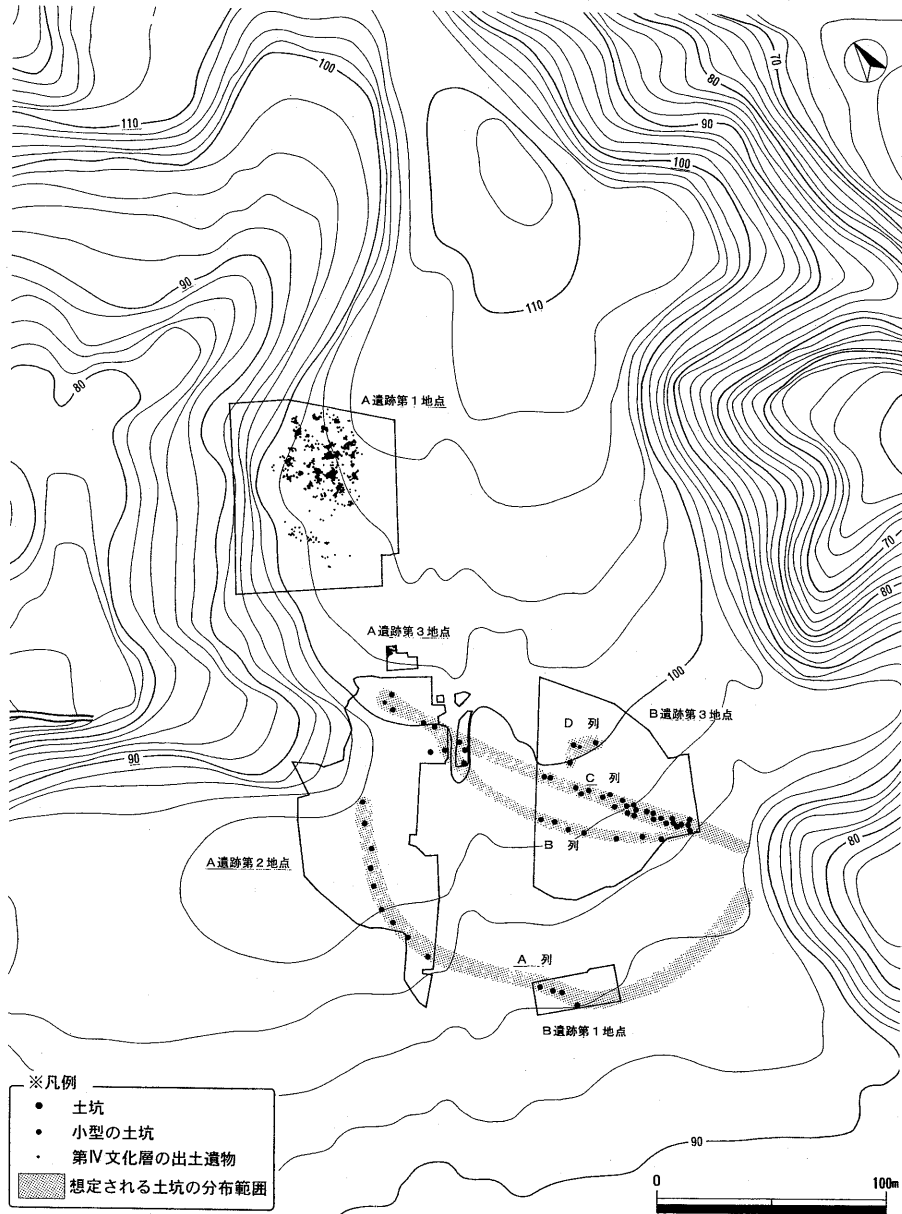 100
110
70
80
90
100
110
90
80
70
A遺跡第1地点
A遺跡第3地点
100
D 列
B遺跡第3地点
C 列
90
B 列
80
A遺跡第2地点
A 列
B遺跡第1地点
90
※凡例
土坑
小型の土坑
第Ⅳ文化層の出土遺物
想定される土坑の分布範囲
0 100m